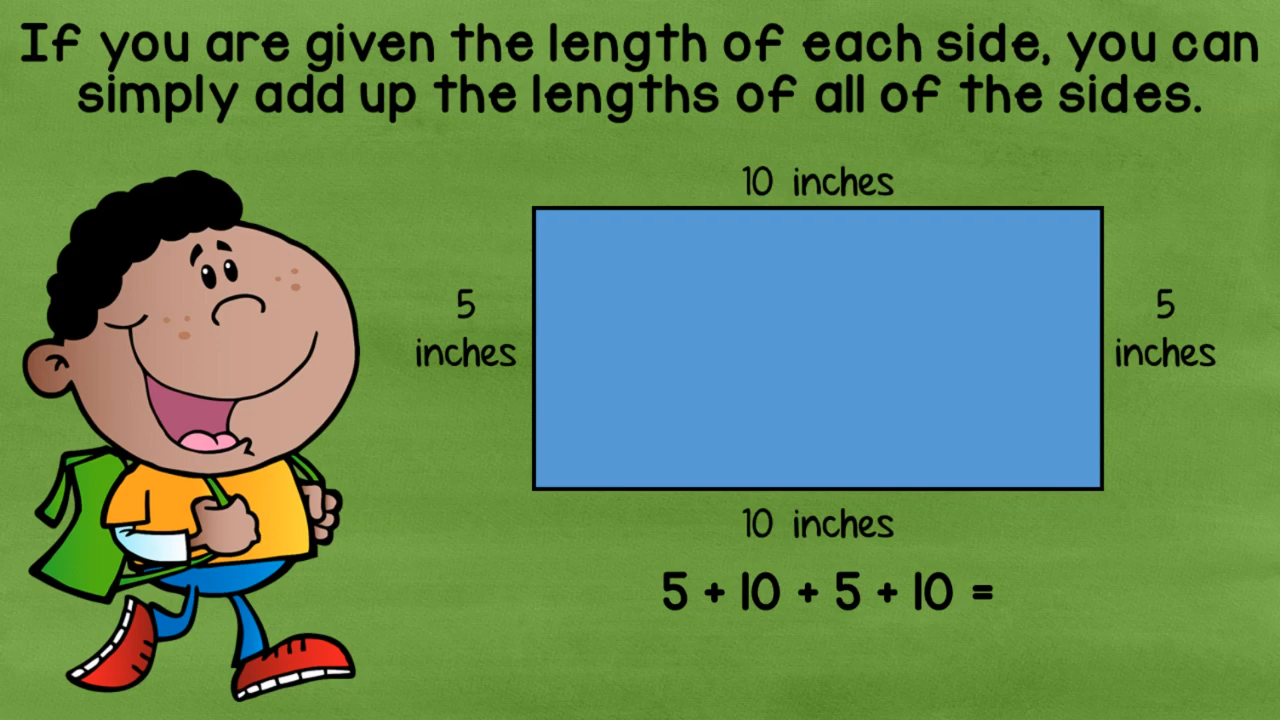 If you are given the length of each side, you can
simply add up the lengths of all of the sides.
10 inches
5
inches
5
inches
10 inches
5 + 10 + 5 + 10 =